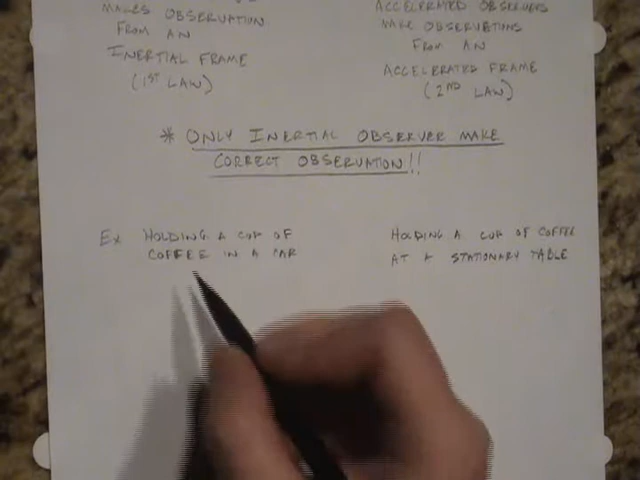 MAKES OBSERVATION
FROM AN
INERTIAL FRAME
(1ST LAW)
ACCELERATED OBSERVERS
MAKE OBSERVATIONS
FROM AN
ACCELERATED FRAME
(2ND LAW)
* ONLY INERTIAL OBSERVER MAKE
CORRECT OBSERVATION!!
EX HOLDING A CUP OF
COFFEE IN A CAR
HOLDING A CUP OF COFFEE
AT A STATIONARY TABLE